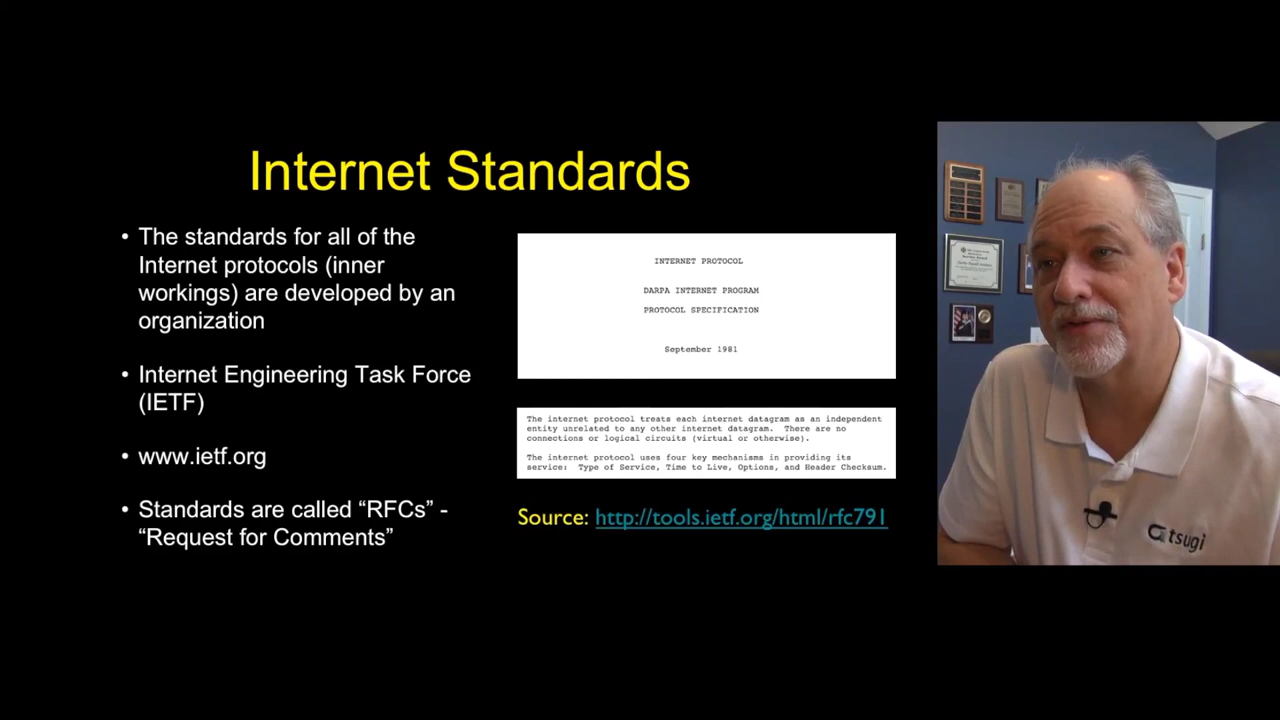 Internet Standards
• The standards for all of the
Internet protocols (inner
workings) are developed by an
organization
• Internet Engineering Task Force
(IETF)
• www.ietf.org
• Standards are called “RFCs” -
“Request for Comments”
INTERNET PROTOCOL
DARPA INTERNET PROGRAM
PROTOCOL SPECIFICATION
September 1981
The internet protocol treats each internet datagram as an independent
entity unrelated to any other internet datagram. There are no
connections or logical circuits (virtual or otherwise).
The internet protocol uses four key mechanisms in providing its
service: Type of Service, Time to Live, Options, and Header Checksum.
Source: http://tools.ietf.org/html/rfc791
tsugi